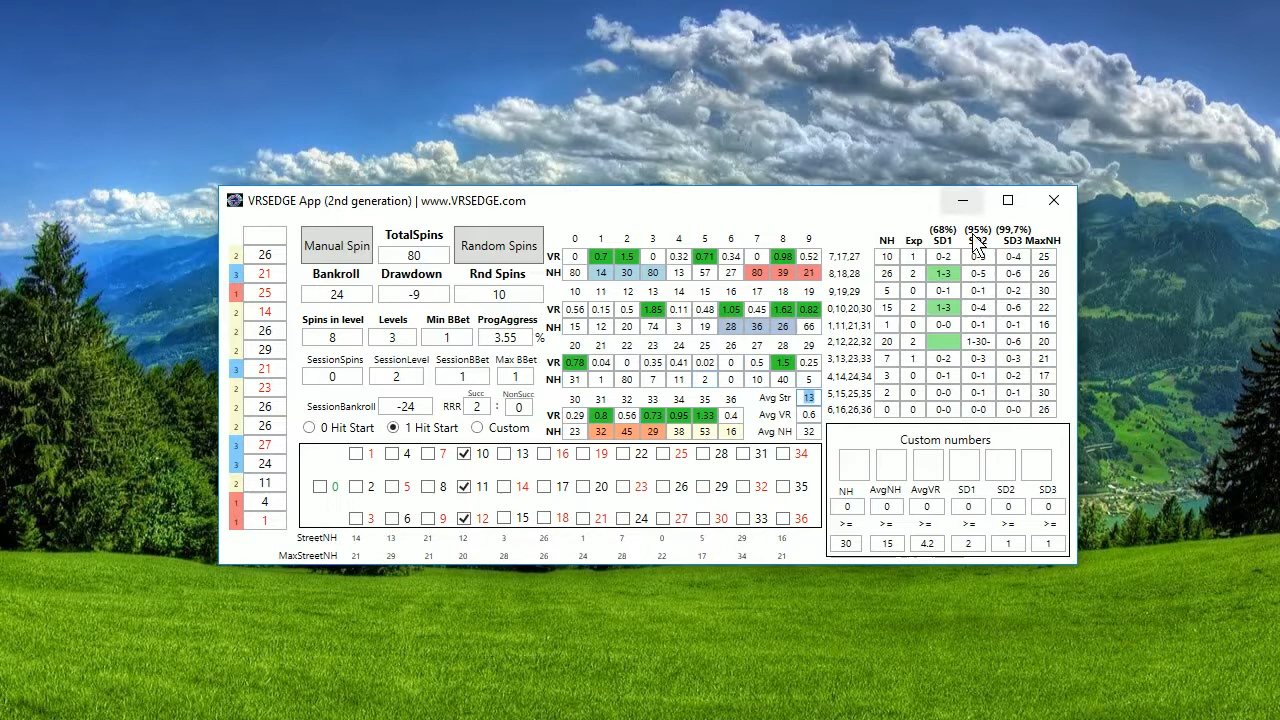 VRSEDGE App (2nd generation) | www.VRSEDGE.com
Manual Spin TotalSpins 80 Random Spins
Bankroll Drawdown Rnd Spins
24 -9 10
Spins in level Levels Min BBet ProgAggress
8 3 1 3.55 %
SessionSpins SessionLevel SessionBBet Max BBet
0 2 1 1
Succ NonSucc
SessionBankroll -24 RRR 2 : 0
0 Hit Start 1 Hit Start Custom
2 26
3 21
1 25
2 14
2 26
2 29
3 21
2 23
2 26
2 26
3 27
3 24
2 11
1 4
1 1
0 1 2 3 4 5 6 7 8 9
VR 0 0.7 1.5 0 0.32 0.71 0.34 0 0.98 0.52
NH 80 14 30 80 13 57 27 80 39 21
10 11 12 13 14 15 16 17 18 19
VR 0.56 0.15 0.5 1.85 0.11 0.48 1.05 0.45 1.62 0.82
NH 15 12 20 74 3 19 28 36 26 66
20 21 22 23 24 25 26 27 28 29
VR 0.78 0.04 0 0.35 0.41 0.02 0 0.5 1.5 0.25
NH 31 1 80 7 11 2 0 10 40 5
30 31 32 33 34 35 36 Avg Str 13
VR 0.29 0.8 0.56 0.73 0.95 1.33 0.4 Avg VR 0.6
NH 23 32 45 29 38 53 16 Avg NH 32
(68%) (95%) (99,7%)
NH Exp SD1 SD3 MaxNH
7,17,27 10 1 0-2 0-4 25
8,18,28 26 2 1-3 0-5 0-6 26
9,19,29 5 0 0-1 0-1 0-2 30
0,10,20,30 15 2 1-3 0-4 0-6 22
1,11,21,31 1 0 0-0 0-1 0-1 16
2,12,22,32 20 2 1-30- 0-6 20
3,13,23,33 7 1 0-2 0-3 0-3 21
4,14,24,34 3 0 0-1 0-1 0-2 17
5,15,25,35 2 0 0-0 0-1 0-1 30
6,16,26,36 0 0 0-0 0-0 0-0 26
1 4 7 10 13 16 19 22 25 28 31 34
0 2 5 8 11 14 17 20 23 26 29 32 35
3 6 9 12 15 18 21 24 27 30 33 36
StreetNH 14 13 21 12 3 26 1 7 0 5 29 16
MaxStreetNH 21 29 21 20 28 26 24 28 22 17 34 21
Custom numbers
NH AvgNH AvgVR SD1 SD2 SD3
0 0 0 0 0 0
>= >= >= >= >= >=
30 15 4.2 2 1 1